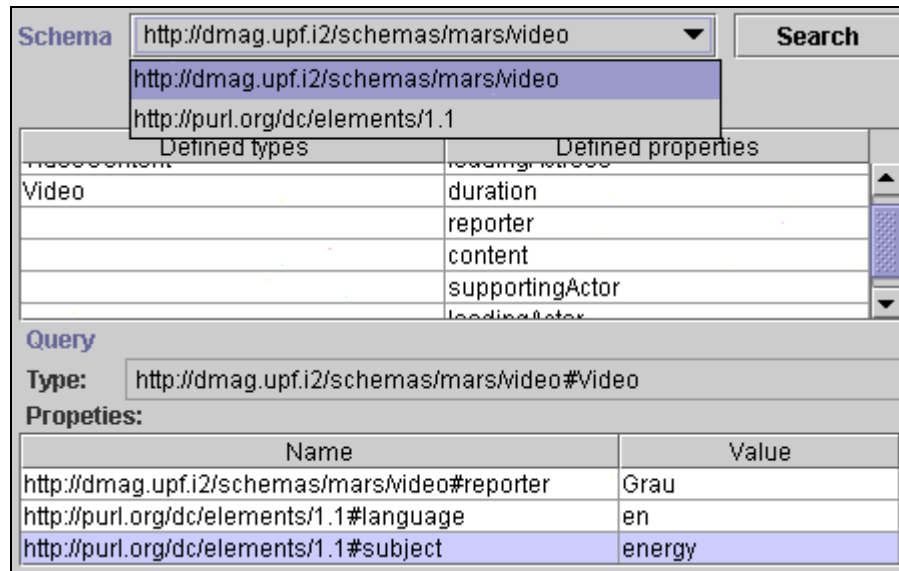 Schema http://dmag.upf.i2/schemas/mars/video Search
http://dmag.upf.i2/schemas/mars/video
http://purl.org/dc/elements/1.1
Defined types Defined properties
VideoContent leadingActress
Video duration
reporter
content
supportingActor
leadingActor
Query
Type: http://dmag.upf.i2/schemas/mars/video#Video
Propeties:
Name Value
http://dmag.upf.i2/schemas/mars/video#reporter Grau
http://purl.org/dc/elements/1.1#language en
http://purl.org/dc/elements/1.1#subject energy